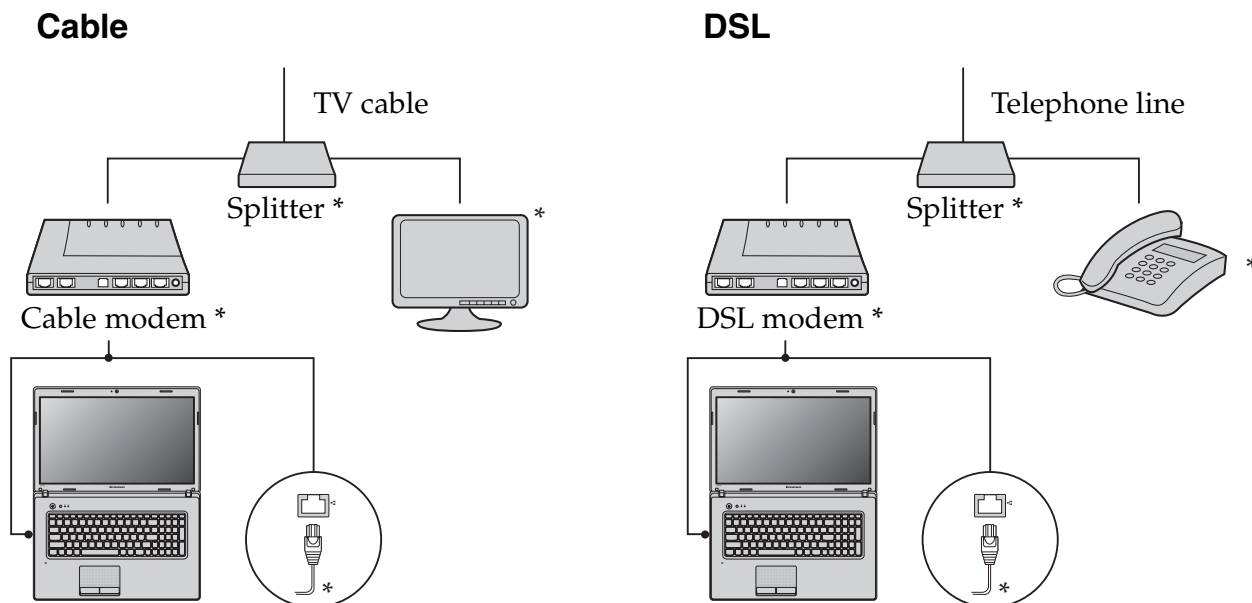 Cable
DSL
TV cable
Telephone line
Splitter *
Splitter *
*
*
Cable modem *
DSL modem *
*
*